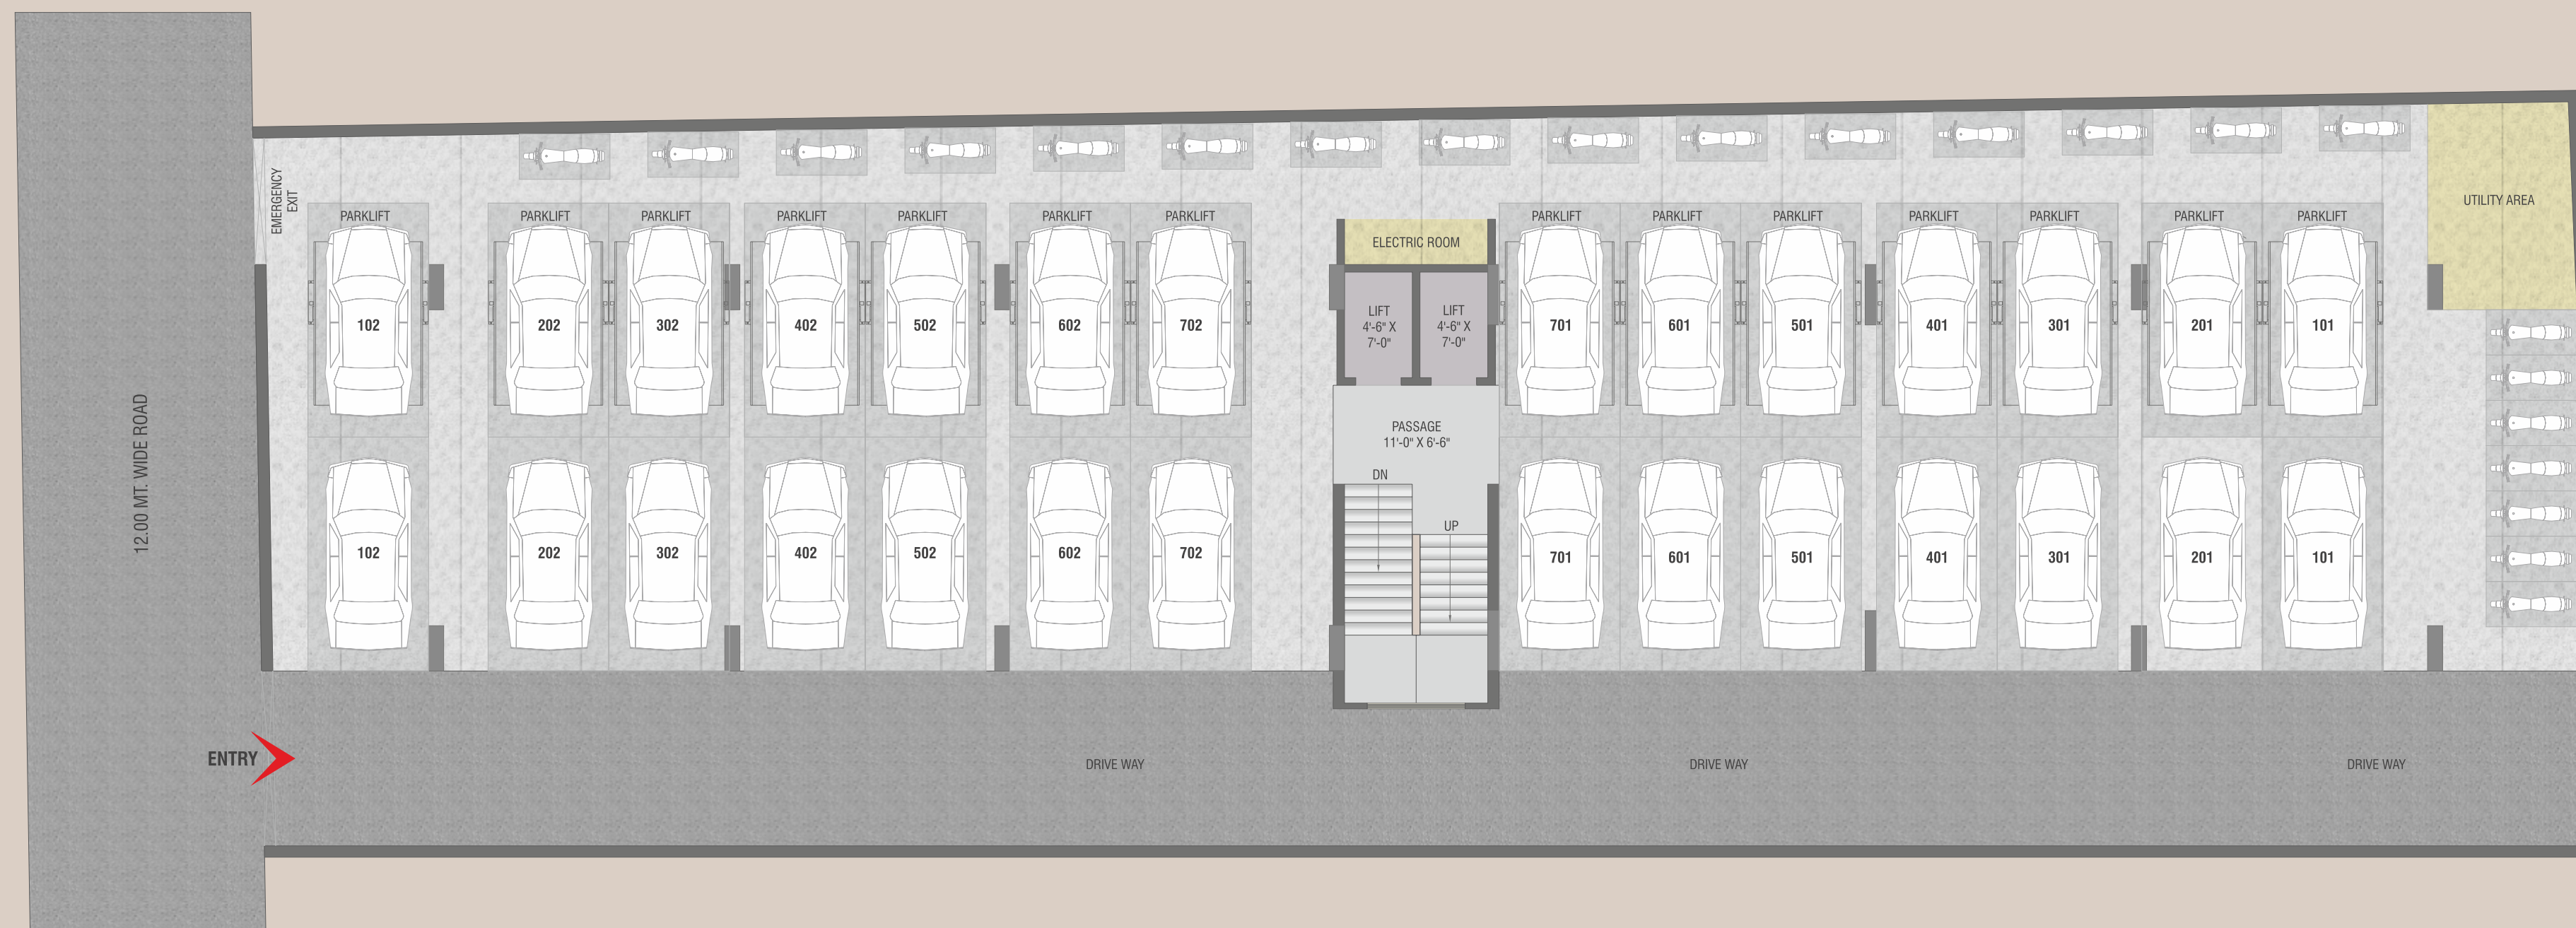 EMERGENCY
EXIT
PARKLIFT
PARKLIFT
PARKLIFT
PARKLIFT
PARKLIFT
PARKLIFT
PARKLIFT
PARKLIFT
PARKLIFT
PARKLIFT
PARKLIFT
PARKLIFT
PARKLIFT
PARKLIFT
UTILITY AREA
ELECTRIC ROOM
102
202
302
402
502
602
702
LIFT
4'-6" X
7'-0"
LIFT
4'-6" X
7'-0"
701
601
501
401
301
201
101
12.00 MT. WIDE ROAD
PASSAGE
11'-0" X 6'-6"
DN
UP
102
202
302
402
502
602
702
701
601
501
401
301
201
101
ENTRY
DRIVE WAY
DRIVE WAY
DRIVE WAY